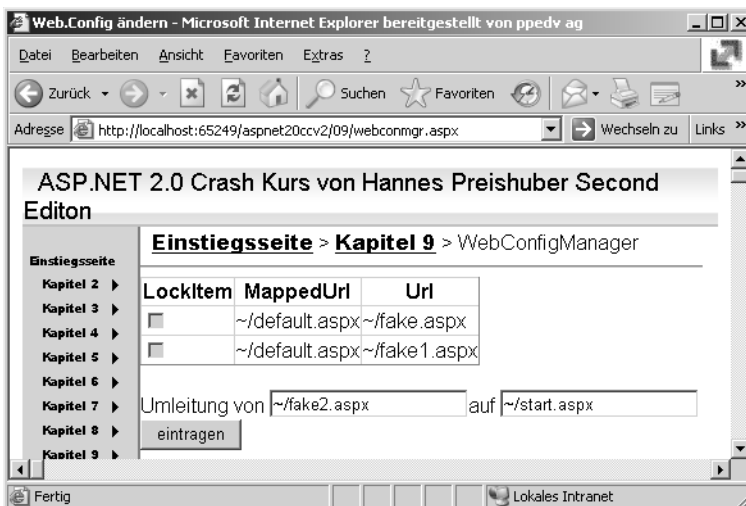 Web.Config ändern - Microsoft Internet Explorer bereitgestellt von ppedv ag
Datei Bearbeiten Ansicht Favoriten Extras ?
Zurück Suchen Favoriten »
Adresse http://localhost:65249/aspnet20ccv2/09/webconmgr.aspx Wechseln zu Links »
ASP.NET 2.0 Crash Kurs von Hannes Preishuber Second
Editon
Einstiegsseite > Kapitel 9 > WebConfigManager
Einstiegsseite
Kapitel 2
Kapitel 3
Kapitel 4
Kapitel 5
Kapitel 6
Kapitel 7
Kapitel 8
Kapitel 9
LockItem MappedUrl Url
~/default.aspx ~/fake.aspx
~/default.aspx ~/fake1.aspx
Umleitung von ~/fake2.aspx auf ~/start.aspx
eintragen
Fertig Lokales Intranet